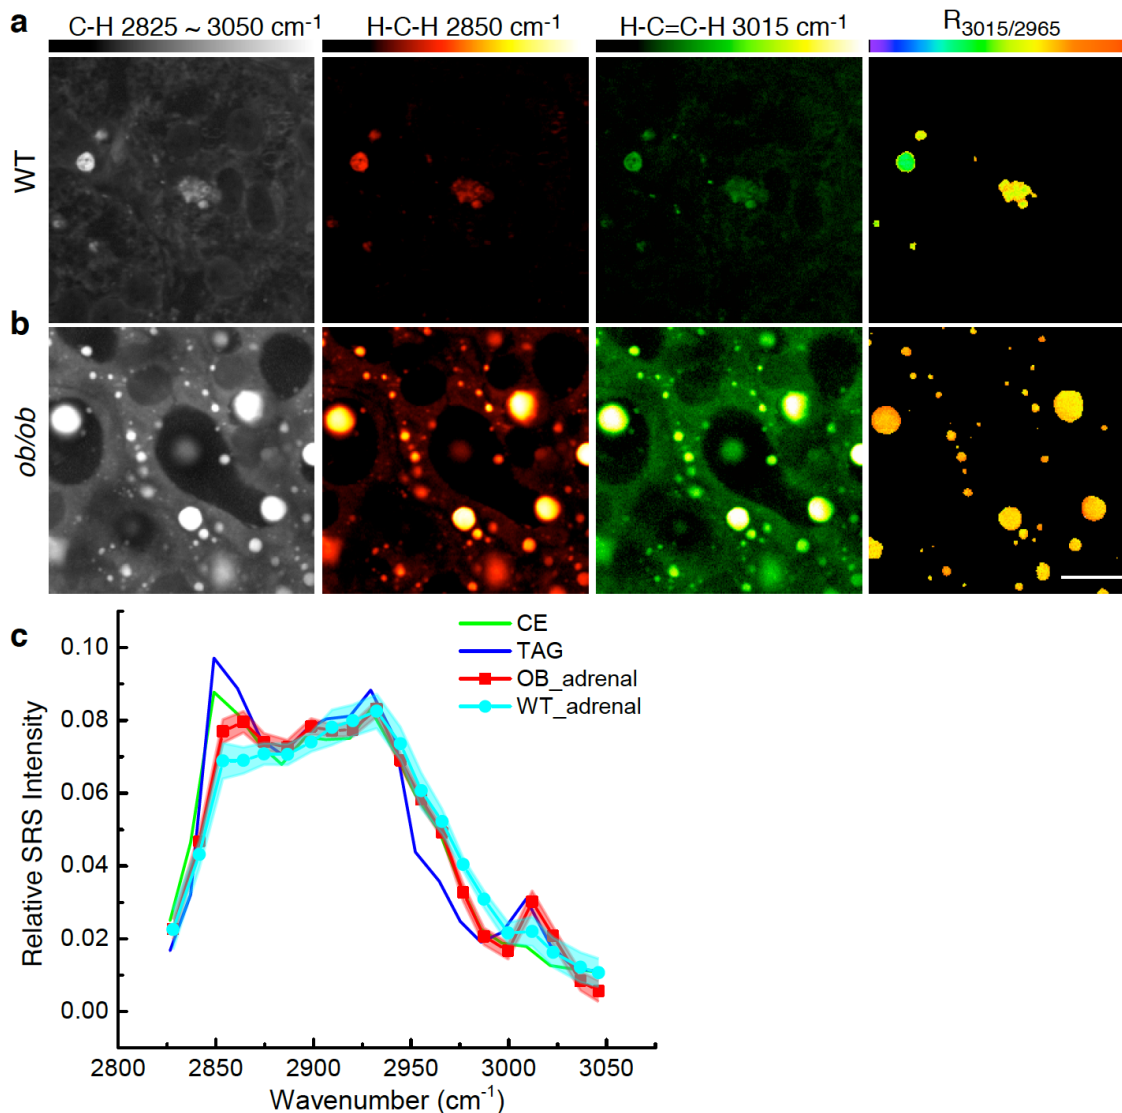 a
C-H 2825 ~ 3050 cm⁻¹
H-C-H 2850 cm⁻¹
H-C=C-H 3015 cm⁻¹
R₃₀₁₅/₂₉₆₅
WT
b
ob/ob
c
CE
TAG
OB_adrenal
WT_adrenal
0.10
0.08
0.06
0.04
0.02
0.00
Relative SRS Intensity
2800 2850 2900 2950 3000 3050
Wavenumber (cm⁻¹)